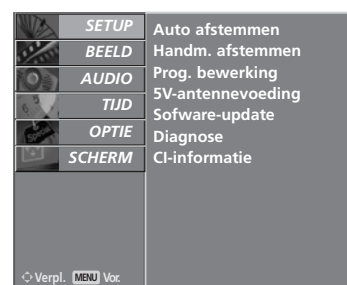 SETUP
BEELD
AUDIO
TIJD
OPTIE
SCHERM
Auto afstemmen
Handm. afstemmen
Prog. bewerking
5V-antennevoeding
Sofware-update
Diagnose
CI-informatie
Verpl. MENU Vor.